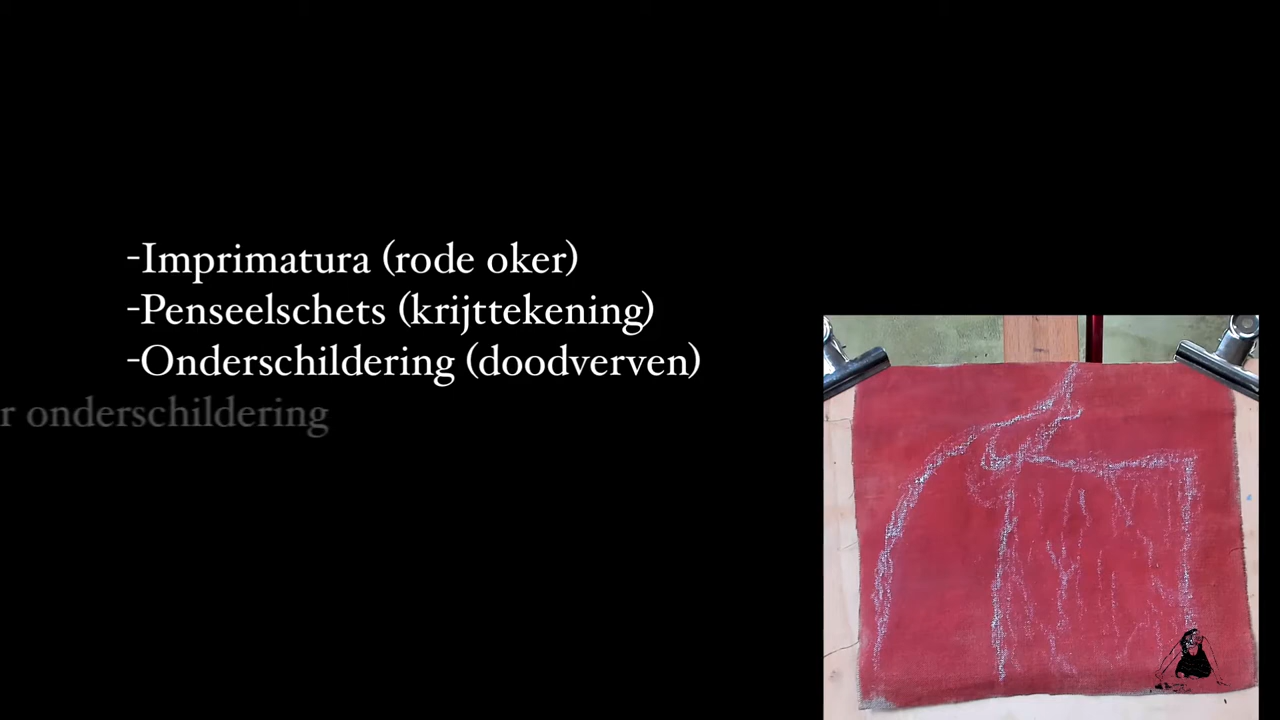 -Imprimatura (rode oker)
-Penseelschets (krijttekening)
-Onderschildering (doodverven)
r onderschildering